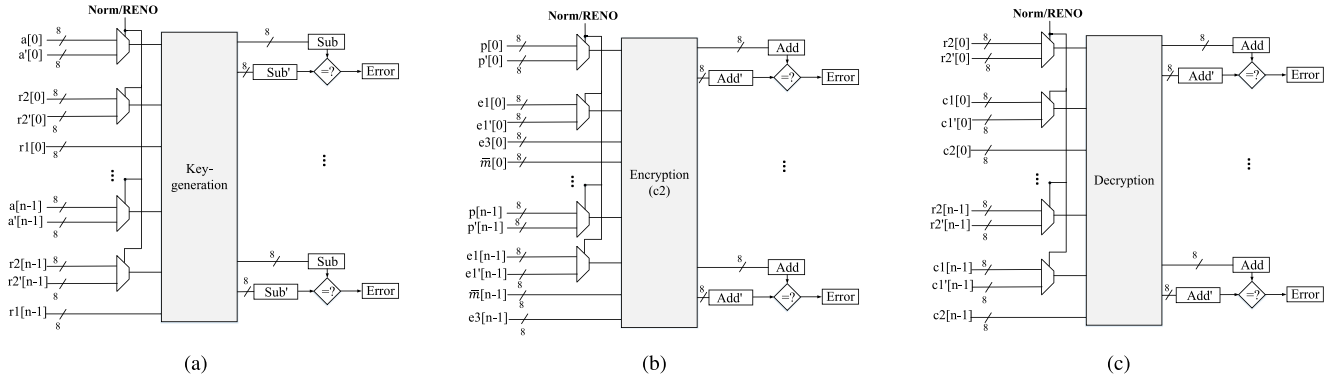 Norm/RENO
a[0] 8
a'[0] 8
8 Sub
8 Sub' =? Error
r2[0] 8
r2'[0] 8
r1[0] 8
Key-
generation
...
...
a[n-1] 8
a'[n-1] 8
r2[n-1] 8
r2'[n-1] 8
r1[n-1] 8
8 Sub
8 Sub' =? Error
(a)
Norm/RENO
p[0] 8
p'[0] 8
8 Add
8 Add' =? Error
e1[0] 8
e1'[0] 8
e3[0] 8
m̅[0] 8
Encryption
(c2)
...
...
p[n-1] 8
p'[n-1] 8
e1[n-1] 8
e1'[n-1] 8
m̅[n-1] 8
e3[n-1] 8
8 Add
8 Add' =? Error
(b)
Norm/RENO
r2[0] 8
r2'[0] 8
8 Add
8 Add' =? Error
c1[0] 8
c1'[0] 8
c2[0] 8
Decryption
...
...
r2[n-1] 8
r2'[n-1] 8
c1[n-1] 8
c1'[n-1] 8
c2[n-1] 8
8 Add
8 Add' =? Error
(c)